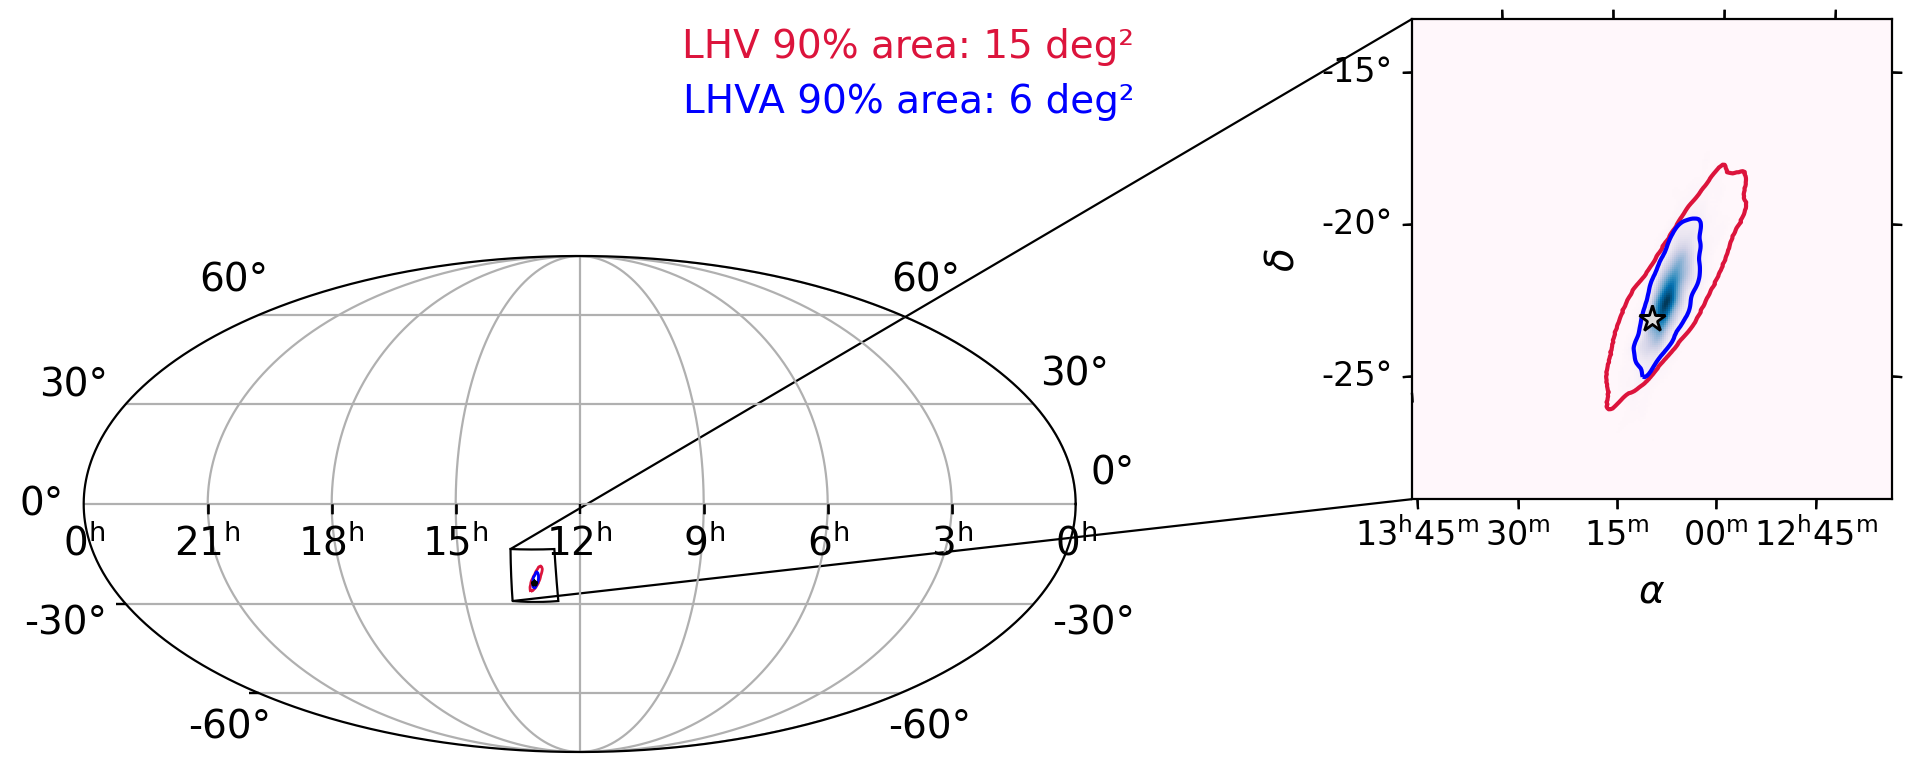 LHV 90% area: 15 deg²
LHVA 90% area: 6 deg²
60° 60°
30° 30°
0° 0°
0ʰ 21ʰ 18ʰ 15ʰ 12ʰ 9ʰ 6ʰ 3ʰ 0ʰ
-30° -30°
-60° -60°
-15°
-20°
δ
-25°
13ʰ45ᵐ 30ᵐ 15ᵐ 00ᵐ 12ʰ45ᵐ
α